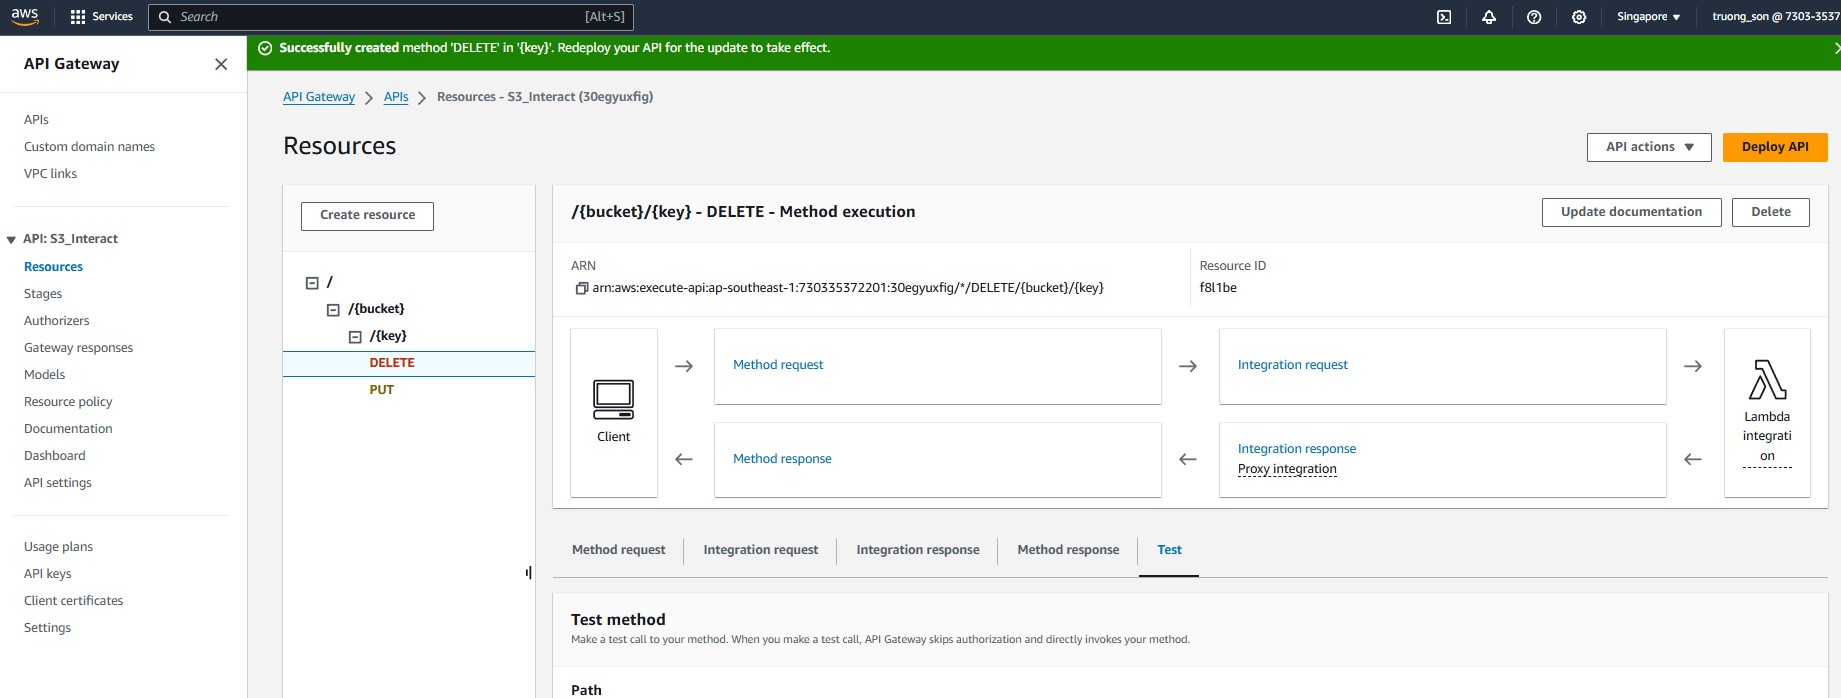 aws
Services
Search
[Alt+S]
Singapore
truong_son @ 7303-3537
API Gateway
Successfully created method 'DELETE' in '{key}'. Redeploy your API for the update to take effect.
APIs
Custom domain names
VPC links
API: S3_Interact
Resources
Stages
Authorizers
Gateway responses
Models
Resource policy
Documentation
Dashboard
API settings
Usage plans
API keys
Client certificates
Settings
API Gateway
APIs
Resources - S3_Interact (30egyuxfig)
Resources
API actions
Deploy API
Create resource
/
/{bucket}
/{key}
DELETE
PUT
/{bucket}/{key} - DELETE - Method execution
Update documentation
Delete
ARN
arn:aws:execute-api:ap-southeast-1:730335372201:30egyuxfig/*/DELETE/{bucket}/{key}
Resource ID
f8l1be
Client
Method request
Integration request
Lambda
integrati
on
Method response
Integration response
Proxy integration
Method request
Integration request
Integration response
Method response
Test
Test method
Make a test call to your method. When you make a test call, API Gateway skips authorization and directly invokes your method.
Path